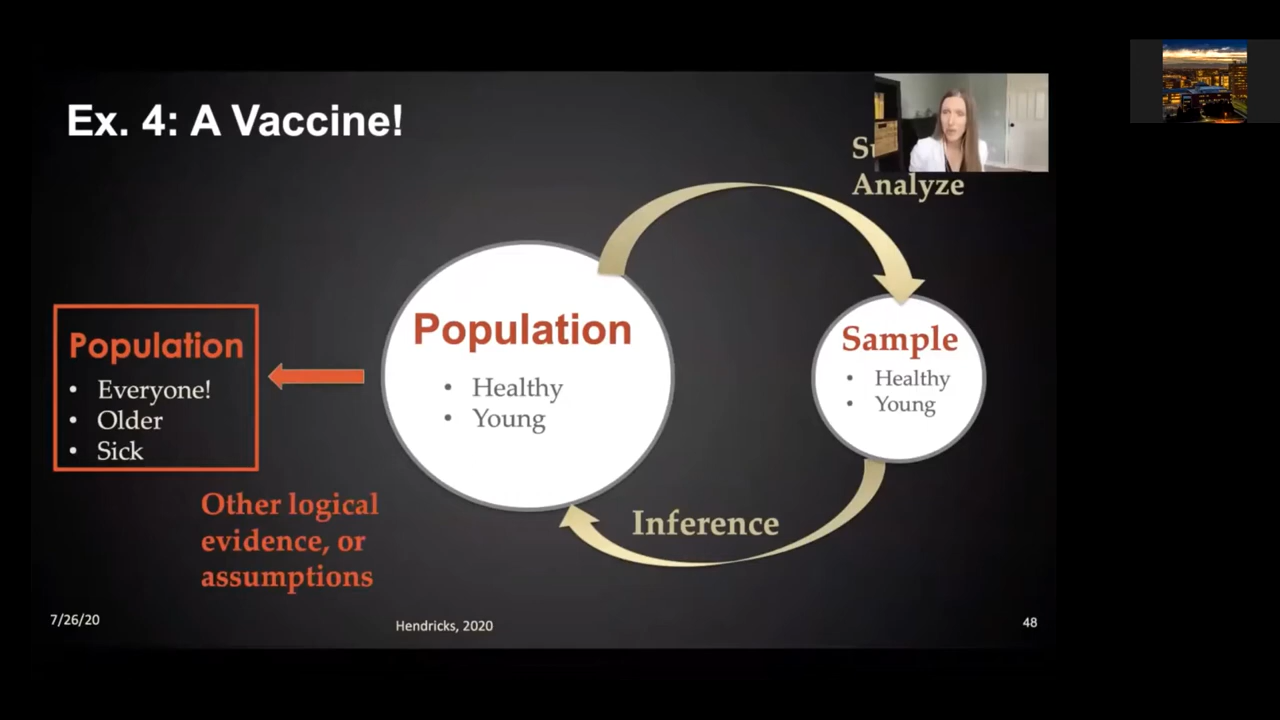 Ex. 4: A Vaccine!
Analyze
Population
• Healthy
• Young
Sample
• Healthy
• Young
Population
• Everyone!
• Older
• Sick
Inference
Other logical
evidence, or
assumptions
7/26/20
Hendricks, 2020
48